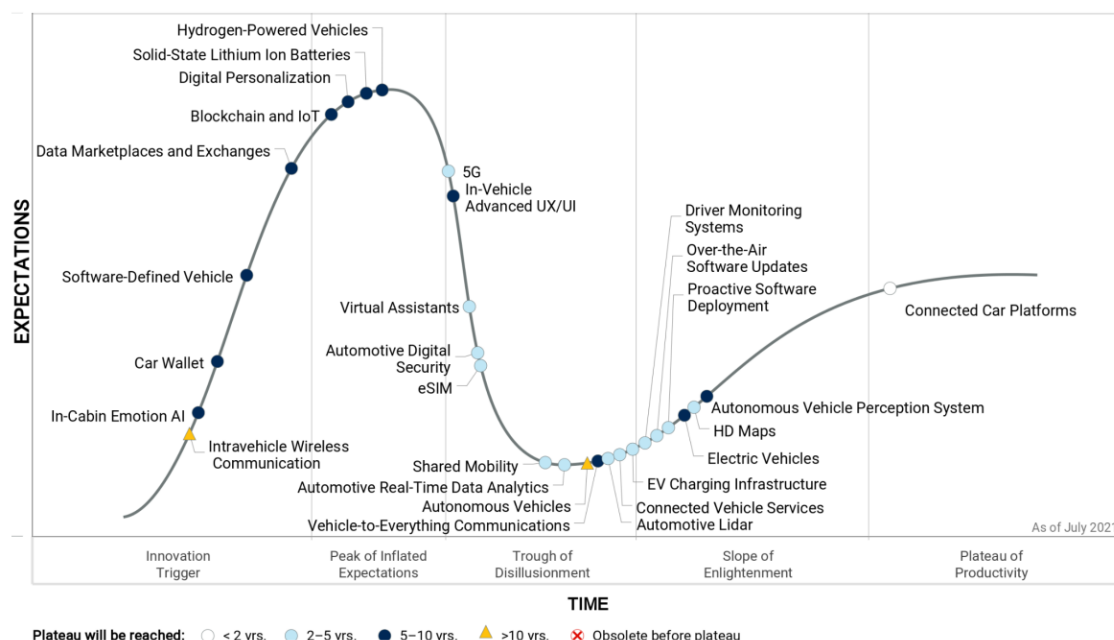 Hydrogen-Powered Vehicles
Solid-State Lithium Ion Batteries
Digital Personalization
Blockchain and IoT
Data Marketplaces and Exchanges
Software-Defined Vehicle
Car Wallet
In-Cabin Emotion AI
Intravehicle Wireless
Communication
5G
In-Vehicle
Advanced UX/UI
Virtual Assistants
Automotive Digital
Security
eSIM
Shared Mobility
Automotive Real-Time Data Analytics
Autonomous Vehicles
Vehicle-to-Everything Communications
Driver Monitoring
Systems
Over-the-Air
Software Updates
Proactive Software
Deployment
Connected Car Platforms
Autonomous Vehicle Perception System
HD Maps
Electric Vehicles
EV Charging Infrastructure
Connected Vehicle Services
Automotive Lidar
As of July 2021
EXPECTATIONS
Innovation
Trigger
Peak of Inflated
Expectations
Trough of
Disillusionment
Slope of
Enlightenment
Plateau of
Productivity
TIME
Plateau will be reached: < 2 yrs. 2–5 yrs. 5–10 yrs. >10 yrs. Obsolete before plateau